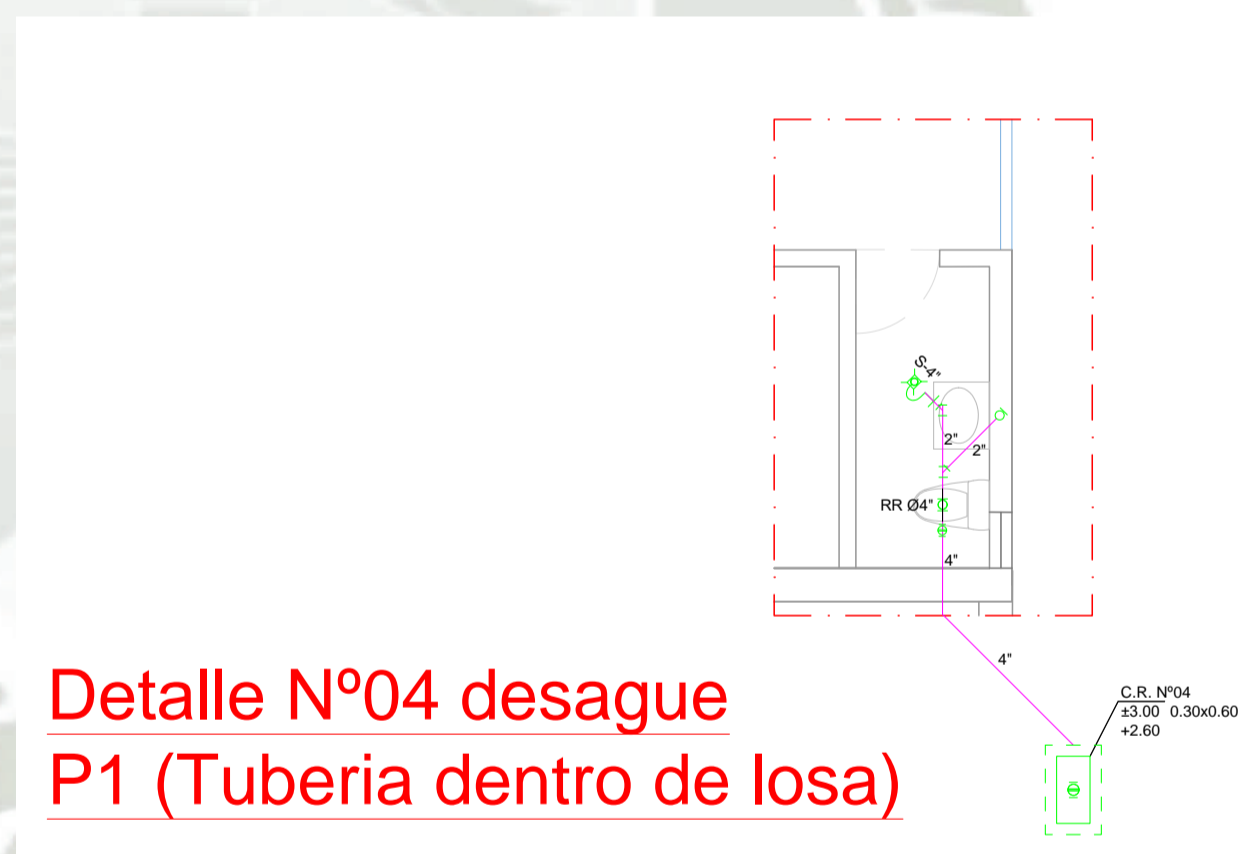 S-4"
2"
2"
RR Ø4"
4"
4"
C.R. Nº04
±3.00 0.30x0.60
+2.60
Detalle Nº04 desague
P1 (Tuberia dentro de losa)